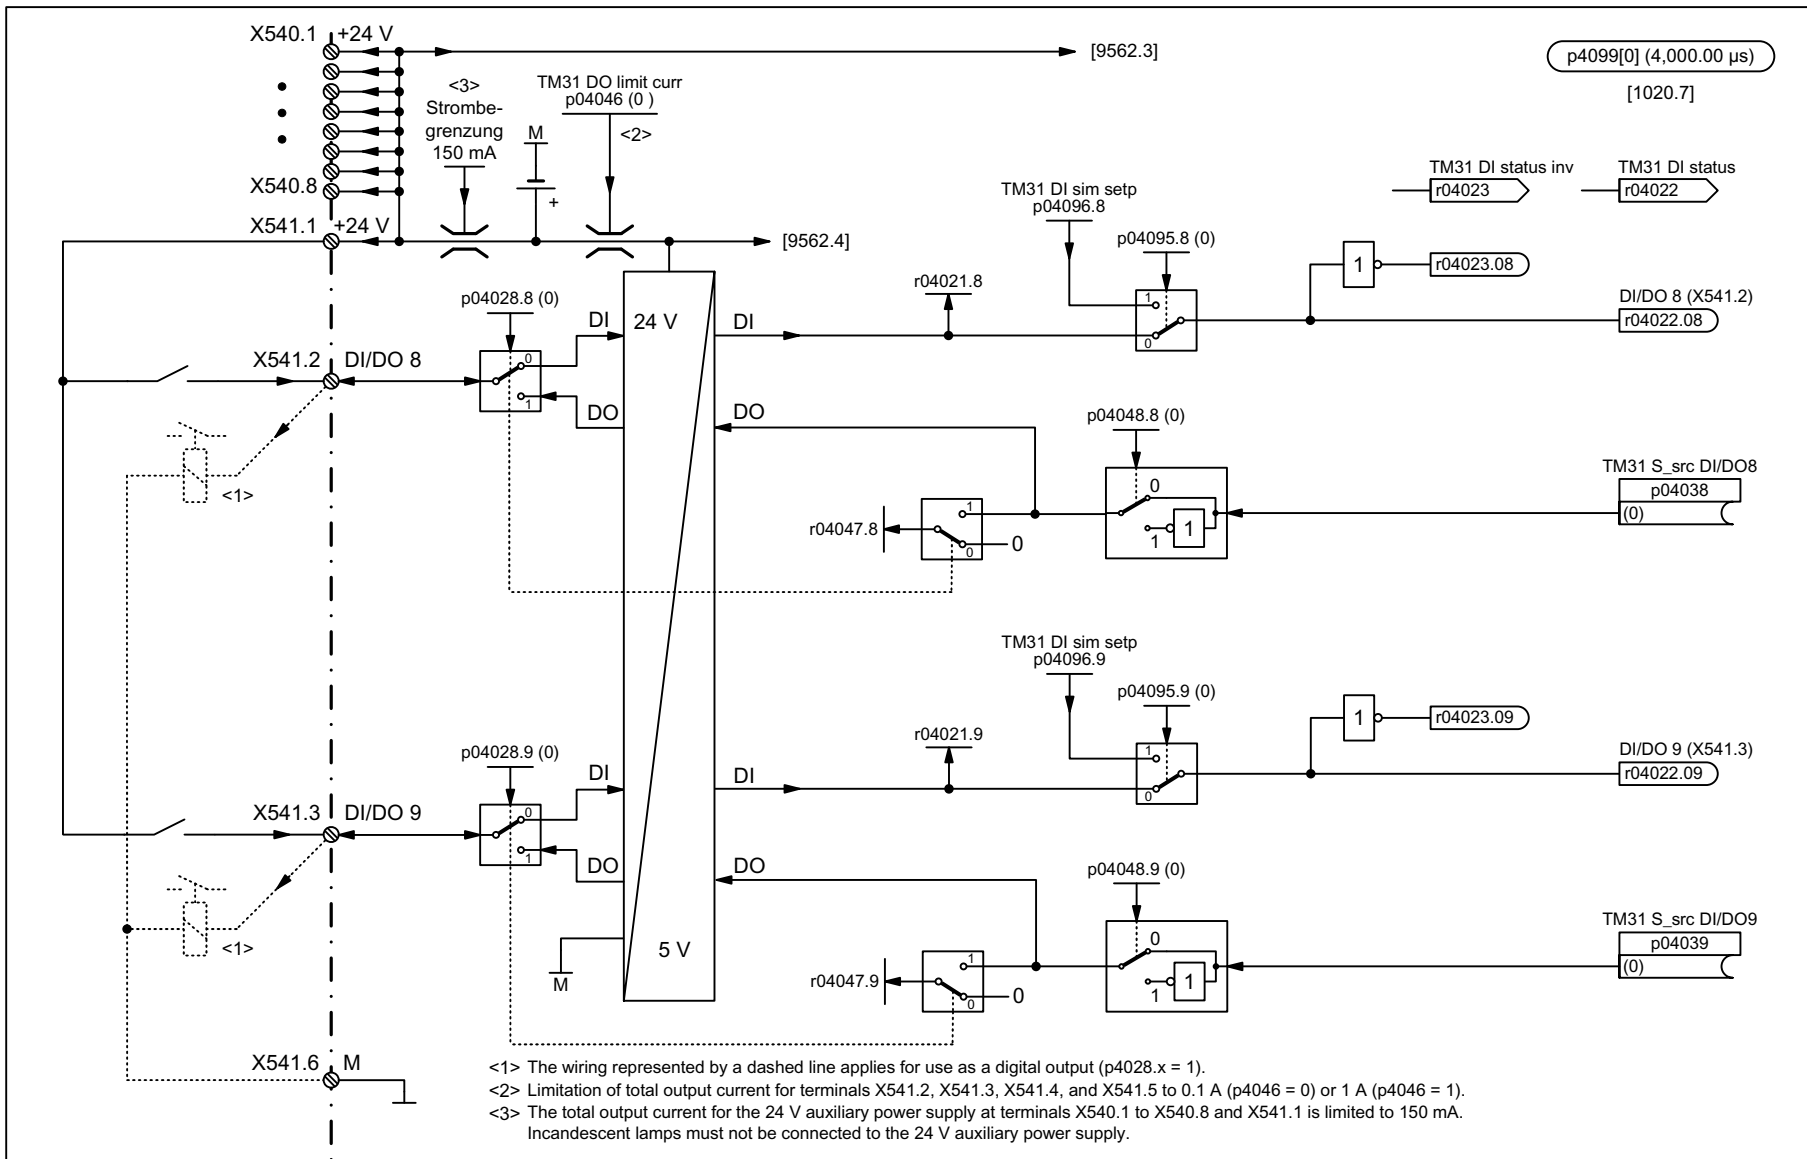 X540.1
+24 V
[9562.3]
p4099[0] (4,000.00 µs)
[1020.7]
<3>
Strombe-
grenzung
150 mA
TM31 DO limit curr
p04046 (0 )
<2>
M
+
X540.8
X541.1
+24 V
[9562.4]
TM31 DI status inv
r04023
TM31 DI status
r04022
TM31 DI sim setp
p04096.8
p04095.8 (0)
1
0
1
r04023.08
DI/DO 8 (X541.2)
r04022.08
r04021.8
p04028.8 (0)
DI
24 V
DI
X541.2
DI/DO 8
0
1
DO
DO
<1>
p04048.8 (0)
0
1
1
TM31 S_src DI/DO8
p04038
(0)
r04047.8
1
0
0
TM31 DI sim setp
p04096.9
p04095.9 (0)
1
0
1
r04023.09
DI/DO 9 (X541.3)
r04022.09
r04021.9
p04028.9 (0)
DI
DI
X541.3
DI/DO 9
0
1
DO
DO
<1>
p04048.9 (0)
0
1
1
TM31 S_src DI/DO9
p04039
(0)
r04047.9
1
0
0
5 V
M
X541.6
M
<1> The wiring represented by a dashed line applies for use as a digital output (p4028.x = 1).
<2> Limitation of total output current for terminals X541.2, X541.3, X541.4, and X541.5 to 0.1 A (p4046 = 0) or 1 A (p4046 = 1).
<3> The total output current for the 24 V auxiliary power supply at terminals X540.1 to X540.8 and X541.1 is limited to 150 mA.
Incandescent lamps must not be connected to the 24 V auxiliary power supply.